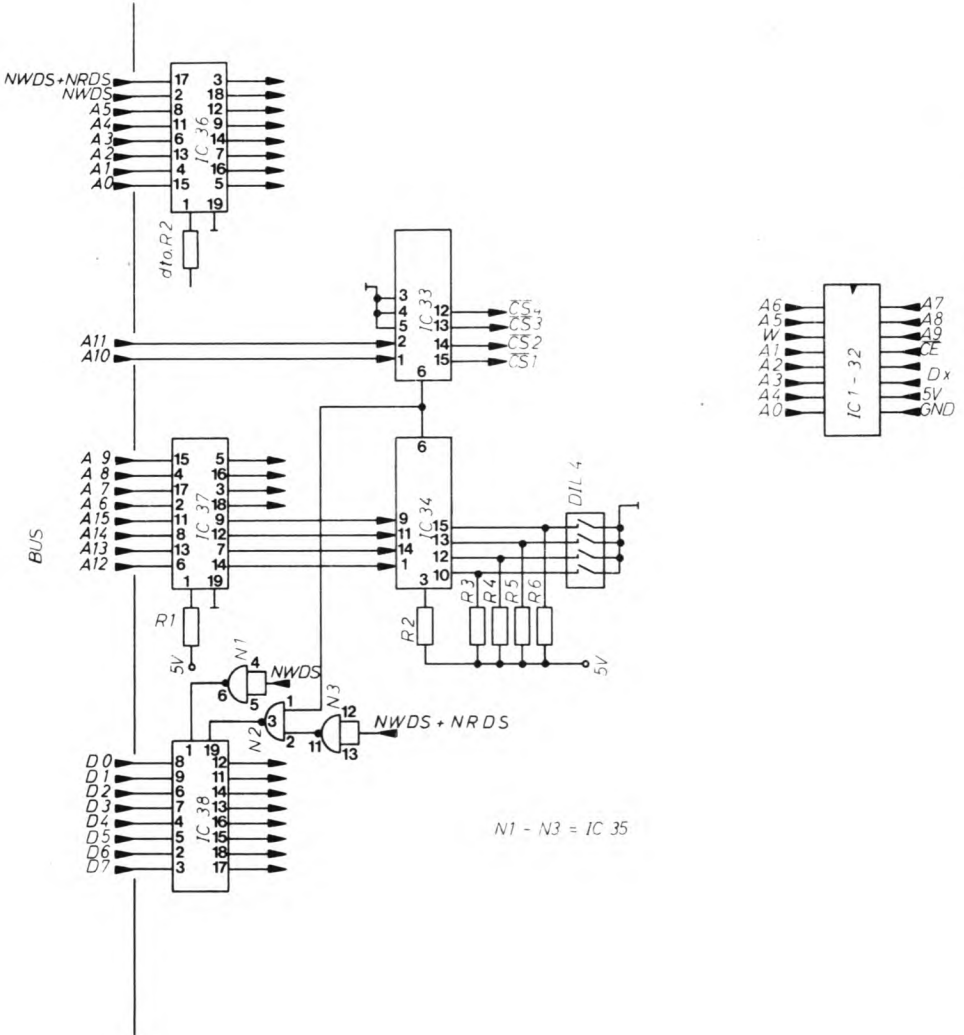 NWDS+NRDS 17 3
NWDS 2 18
A5 8 12
A4 11 9
A3 6 14
A2 13 7
A1 4 16
A0 15 5
IC 36
1 19
dto.R2
3
4
5
A11 2
A10 1
IC 33
12 CS
13 CS3
14 CS2
15 CS1
6
A6 A7
A5 A8
W A9
A1 CE
A2
A3 Dx
A4 5V
A0 GND
IC1-32
BUS
A 9 15 5
A 8 4 16
A 7 17 3
A 6 2 18
A15 11 9
A14 8 12
A13 13 7
A12 6 14
IC 37
1 19
R1
5V
6
9 15
11 13
14 12
1 10
IC 34
3
DIL 4
R2
R3
R4
R5
R6
5V
N1
4
5
6
NWDS
N2
1
2
3
N3
12
13
11
NWDS + NRDS
1 19
D0 8 12
D1 9 11
D2 6 14
D3 7 13
D4 4 16
D5 5 15
D6 2 18
D7 3 17
IC 38
N1 - N3 = IC 35